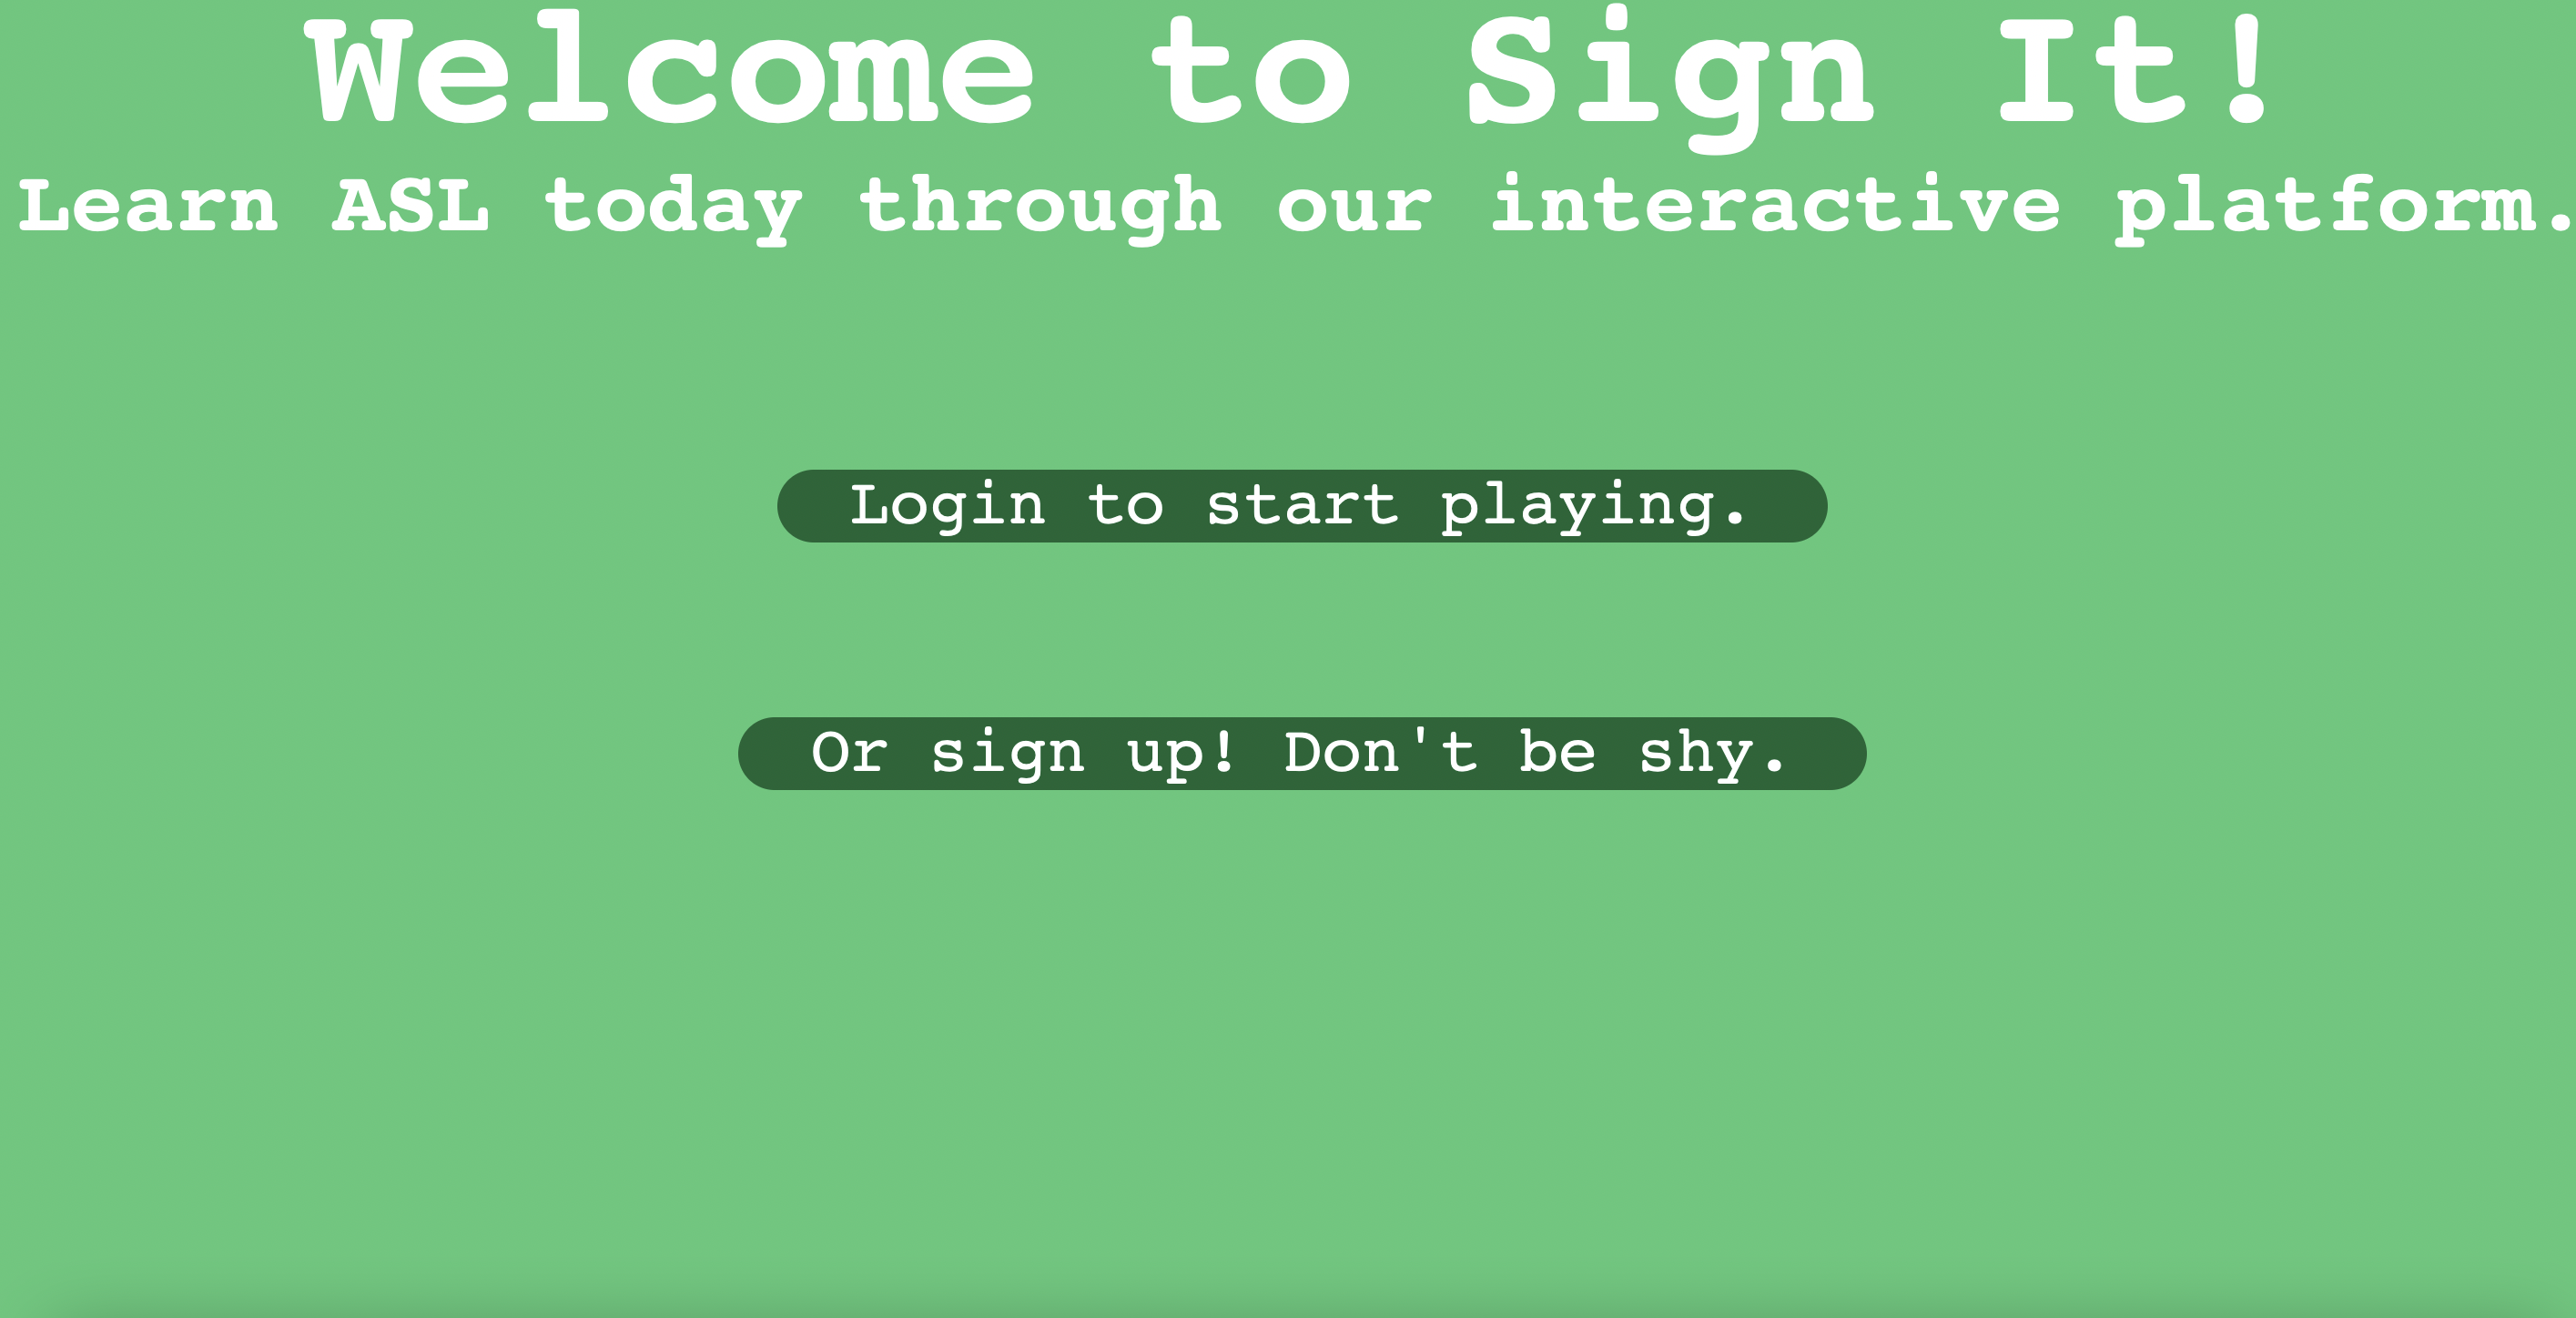 Welcome to Sign It!
Learn ASL today through our interactive platform.
Login to start playing.
Or sign up! Don't be shy.